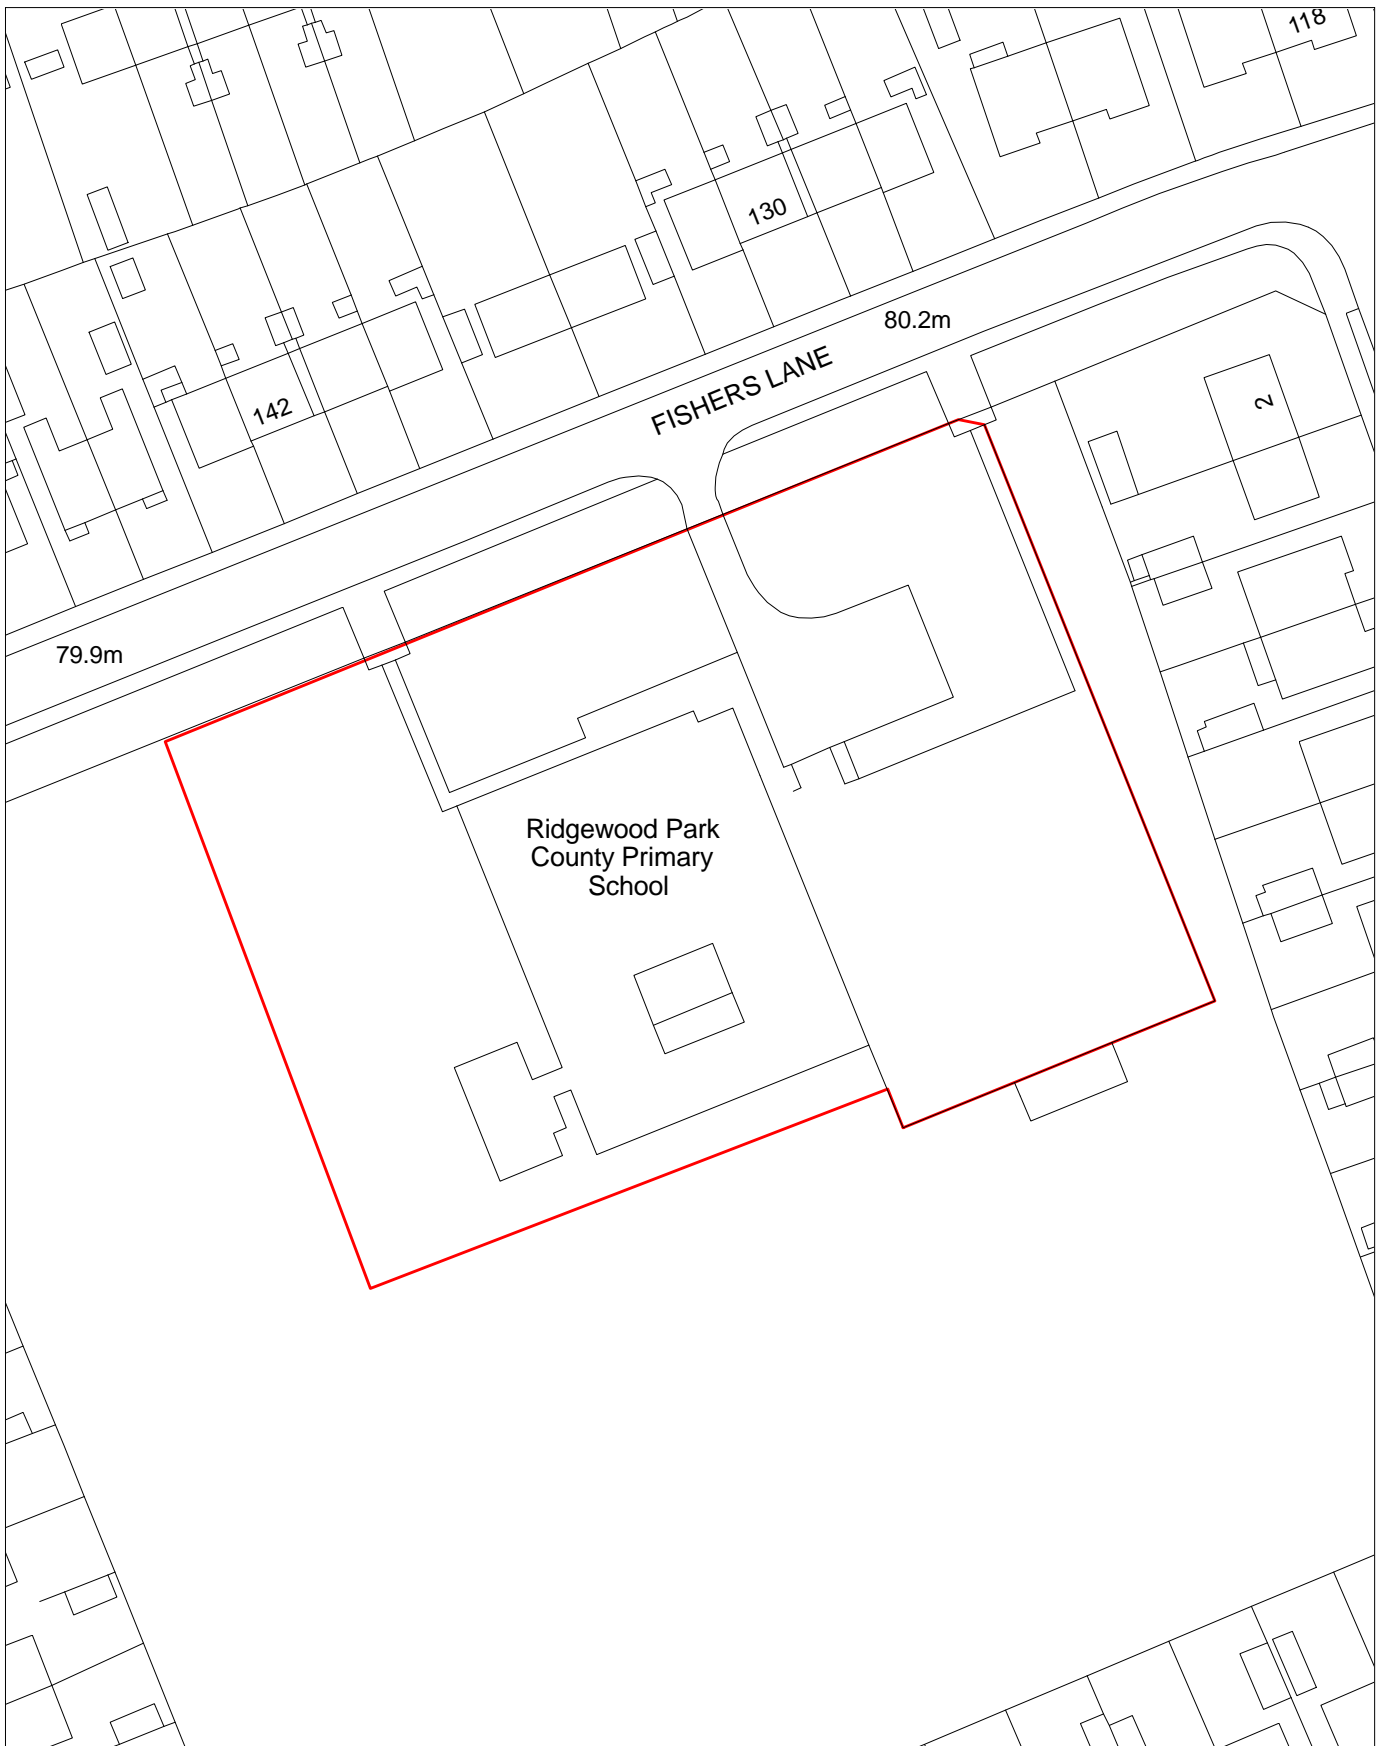 118
130
80.2m
FISHERS LANE
142
2
79.9m
Ridgewood Park
County Primary
School